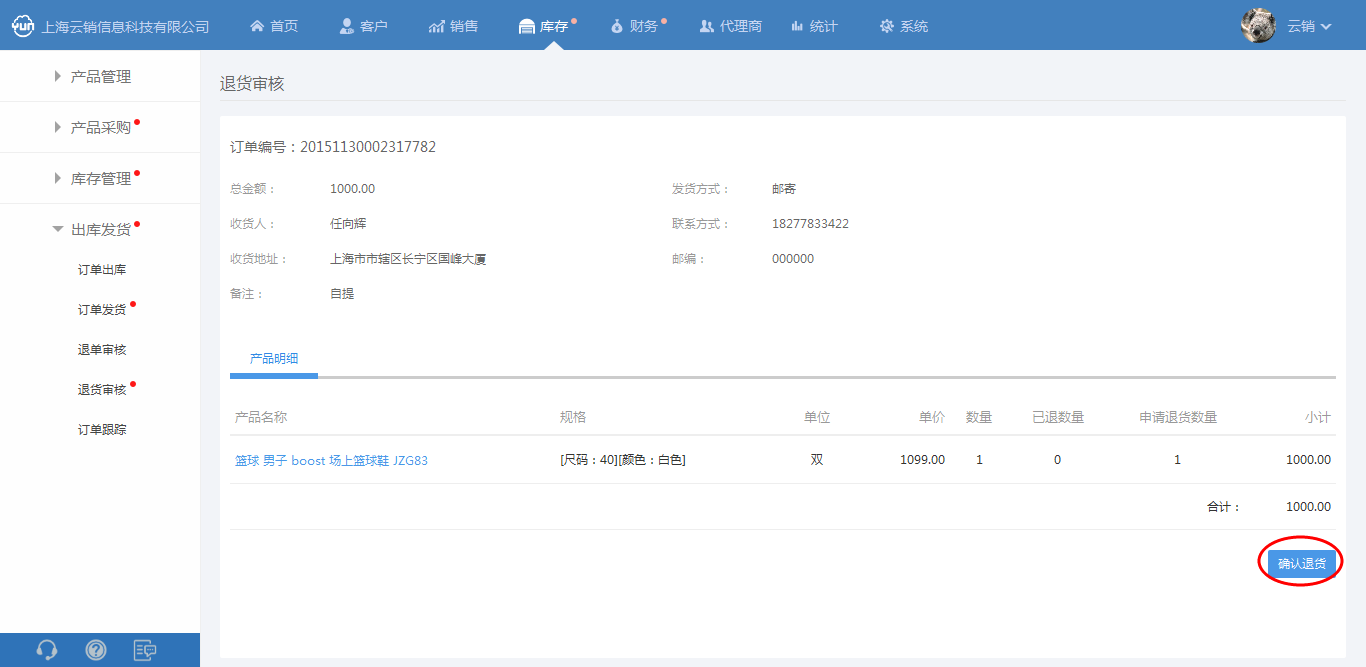 上海云销信息科技有限公司 首页 客户 销售 库存 财务 代理商 统计 系统 云销
产品管理
产品采购
库存管理
出库发货
订单出库
订单发货
退单审核
退货审核
订单跟踪
退货审核
订单编号：20151130002317782
总金额： 1000.00 发货方式： 邮寄
收货人： 任向辉 联系方式： 18277833422
收货地址： 上海市市辖区长宁区国峰大厦 邮编： 000000
备注： 自提
产品明细
产品名称 规格 单位 单价 数量 已退数量 申请退货数量 小计
篮球 男子 boost 场上篮球鞋 JZG83 [尺码：40][颜色：白色] 双 1099.00 1 0 1 1000.00
合计： 1000.00
确认退货